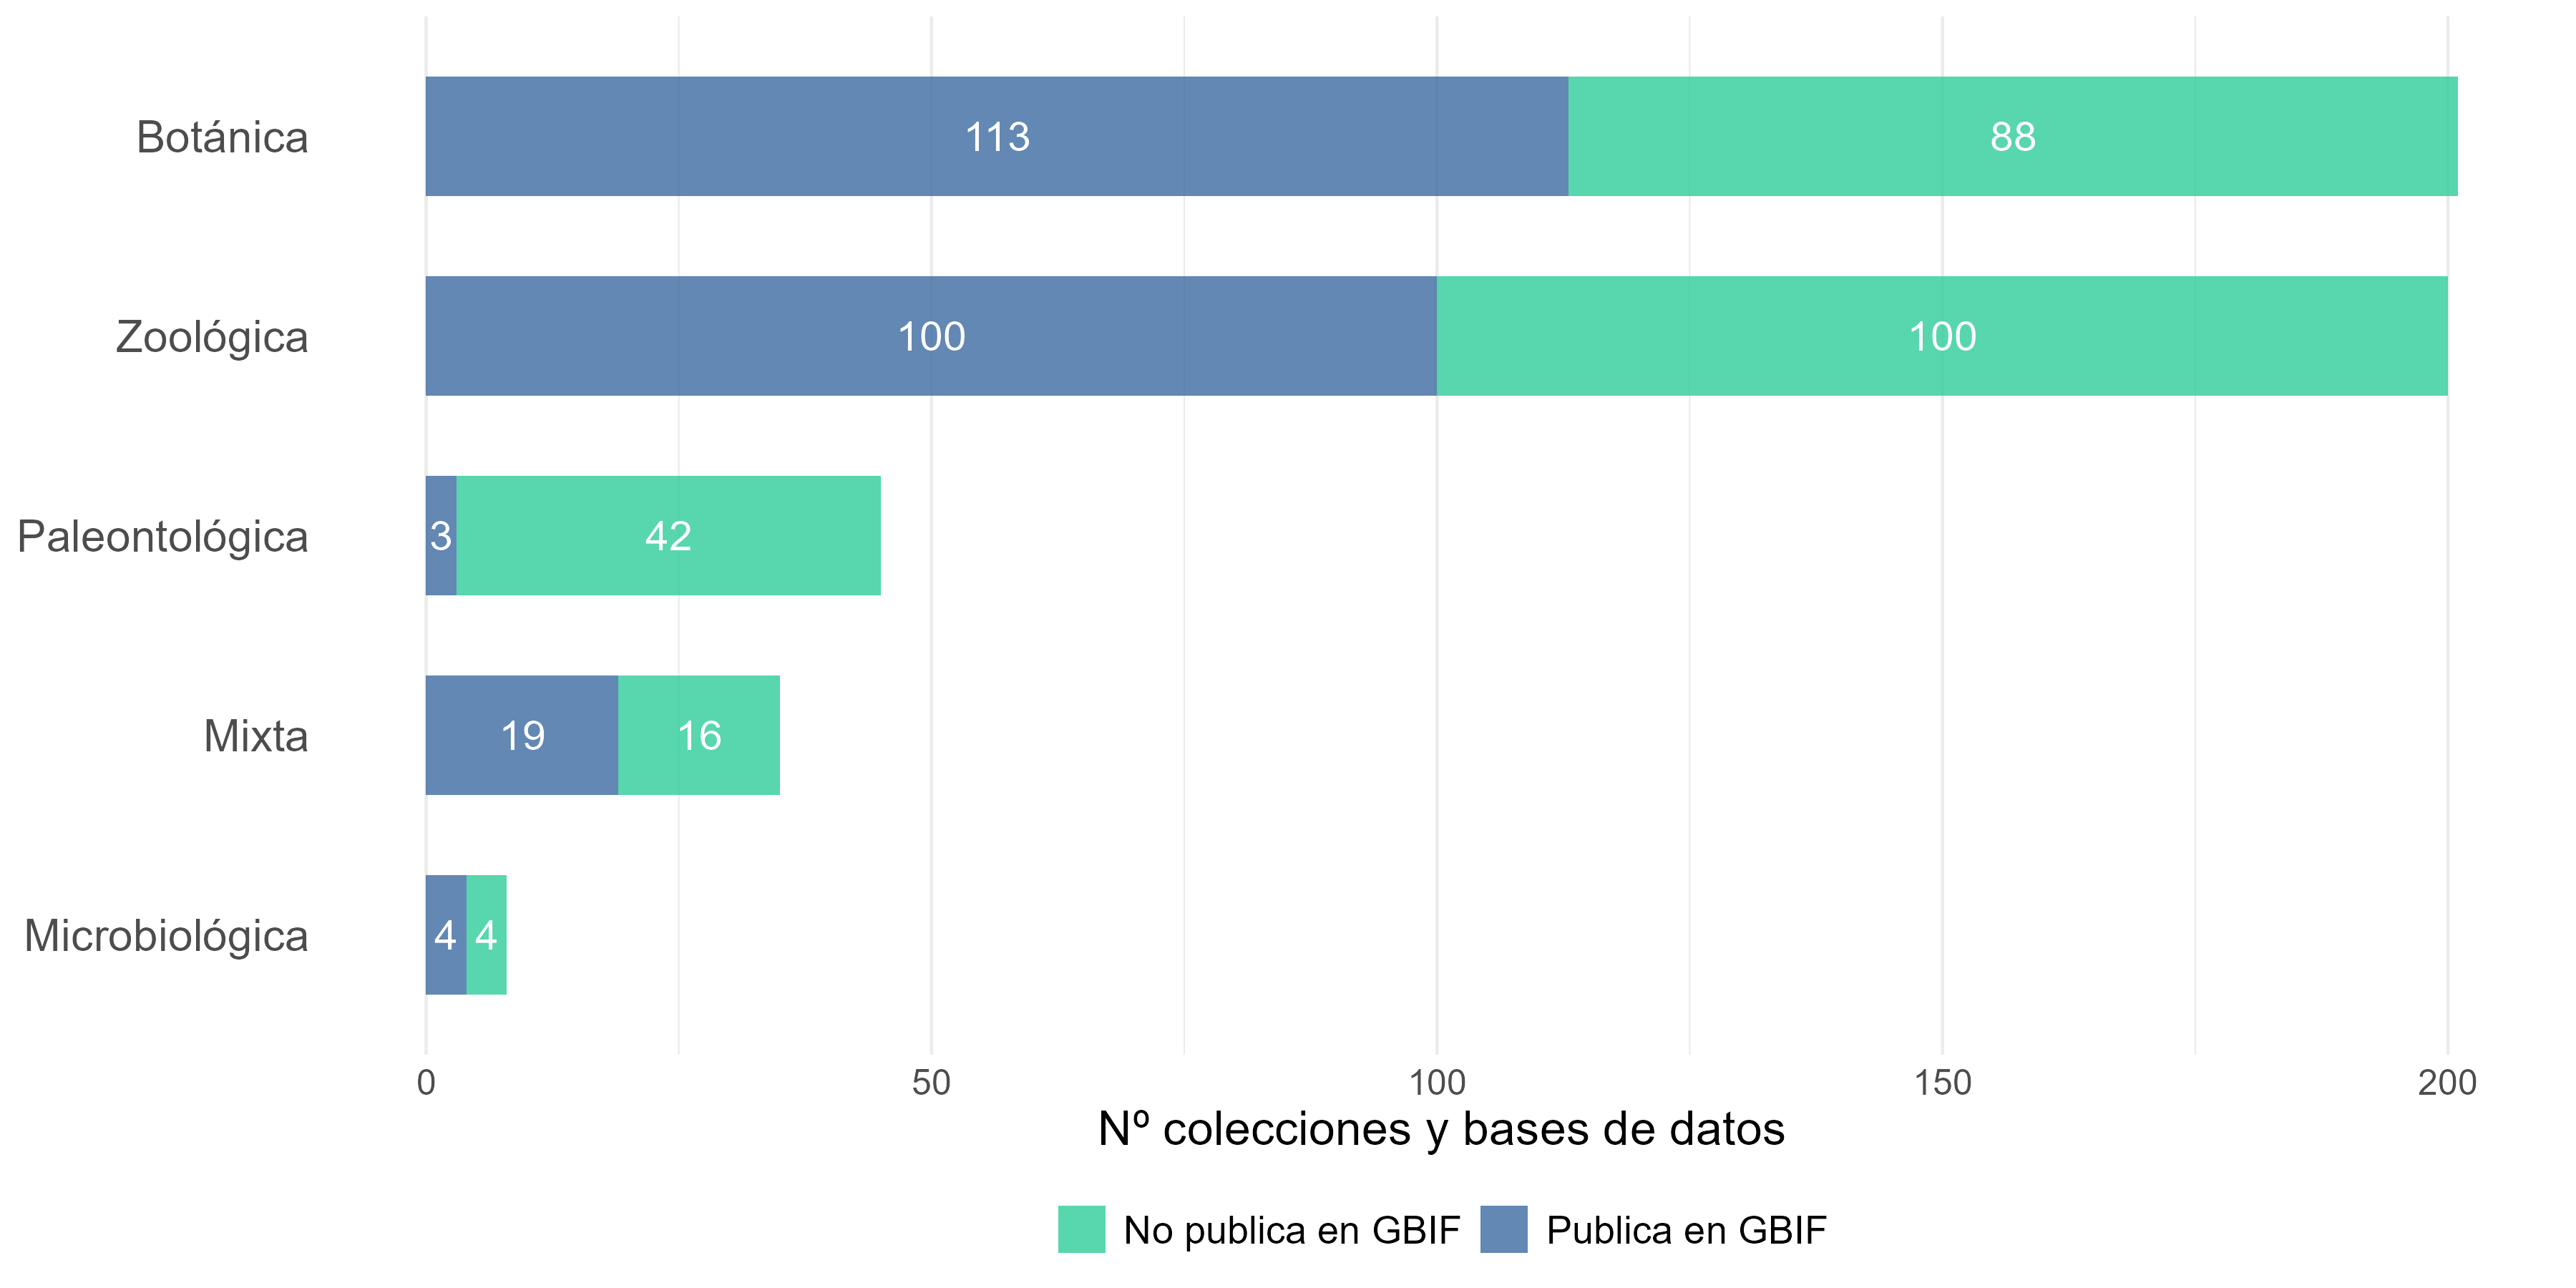 Botánica 113 88
Zoológica 100 100
Paleontológica 3 42
Mixta 19 16
Microbiológica 4 4
0 50 100 150 200
Nº colecciones y bases de datos
No publica en GBIF Publica en GBIF